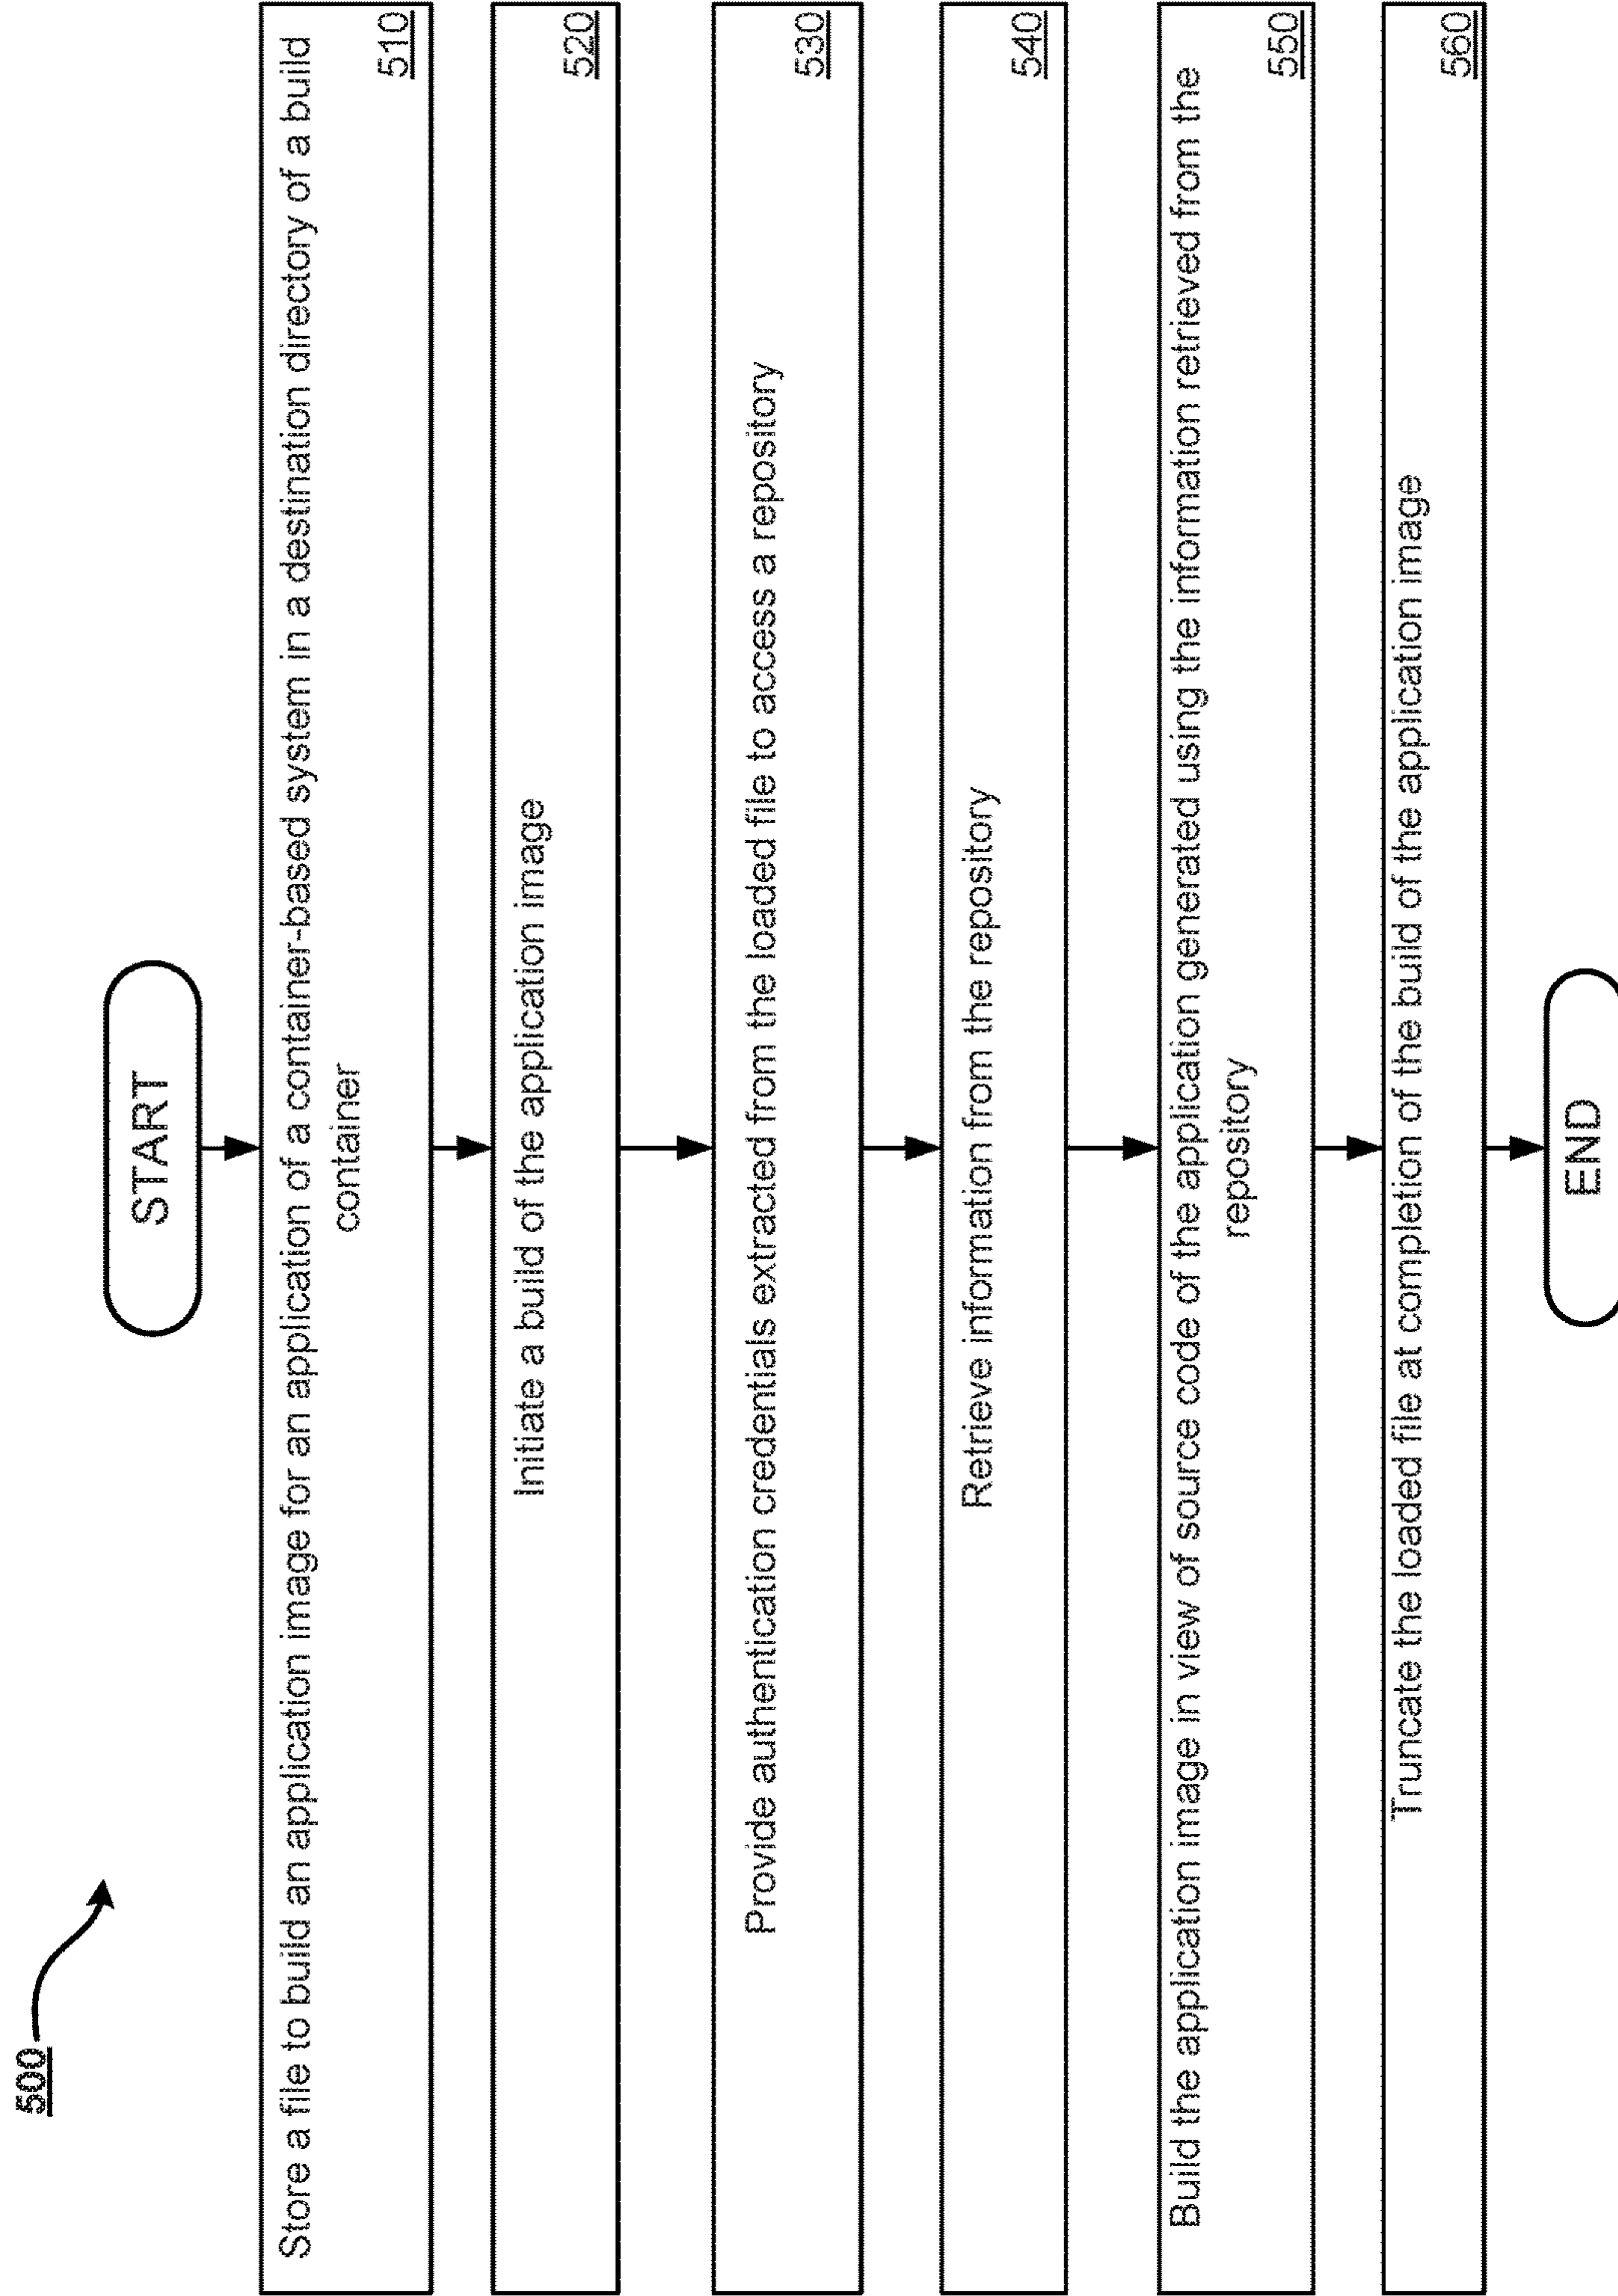 500
START
Store a file to build an application image for an application of a container-based system in a destination directory of a build
container
510
Initiate a build of the application image
520
Provide authentication credentials extracted from the loaded file to access a repository
530
Retrieve information from the repository
540
Build the application image in view of source code of the application generated using the information retrieved from the
repository
550
Truncate the loaded file at completion of the build of the application image
560
END